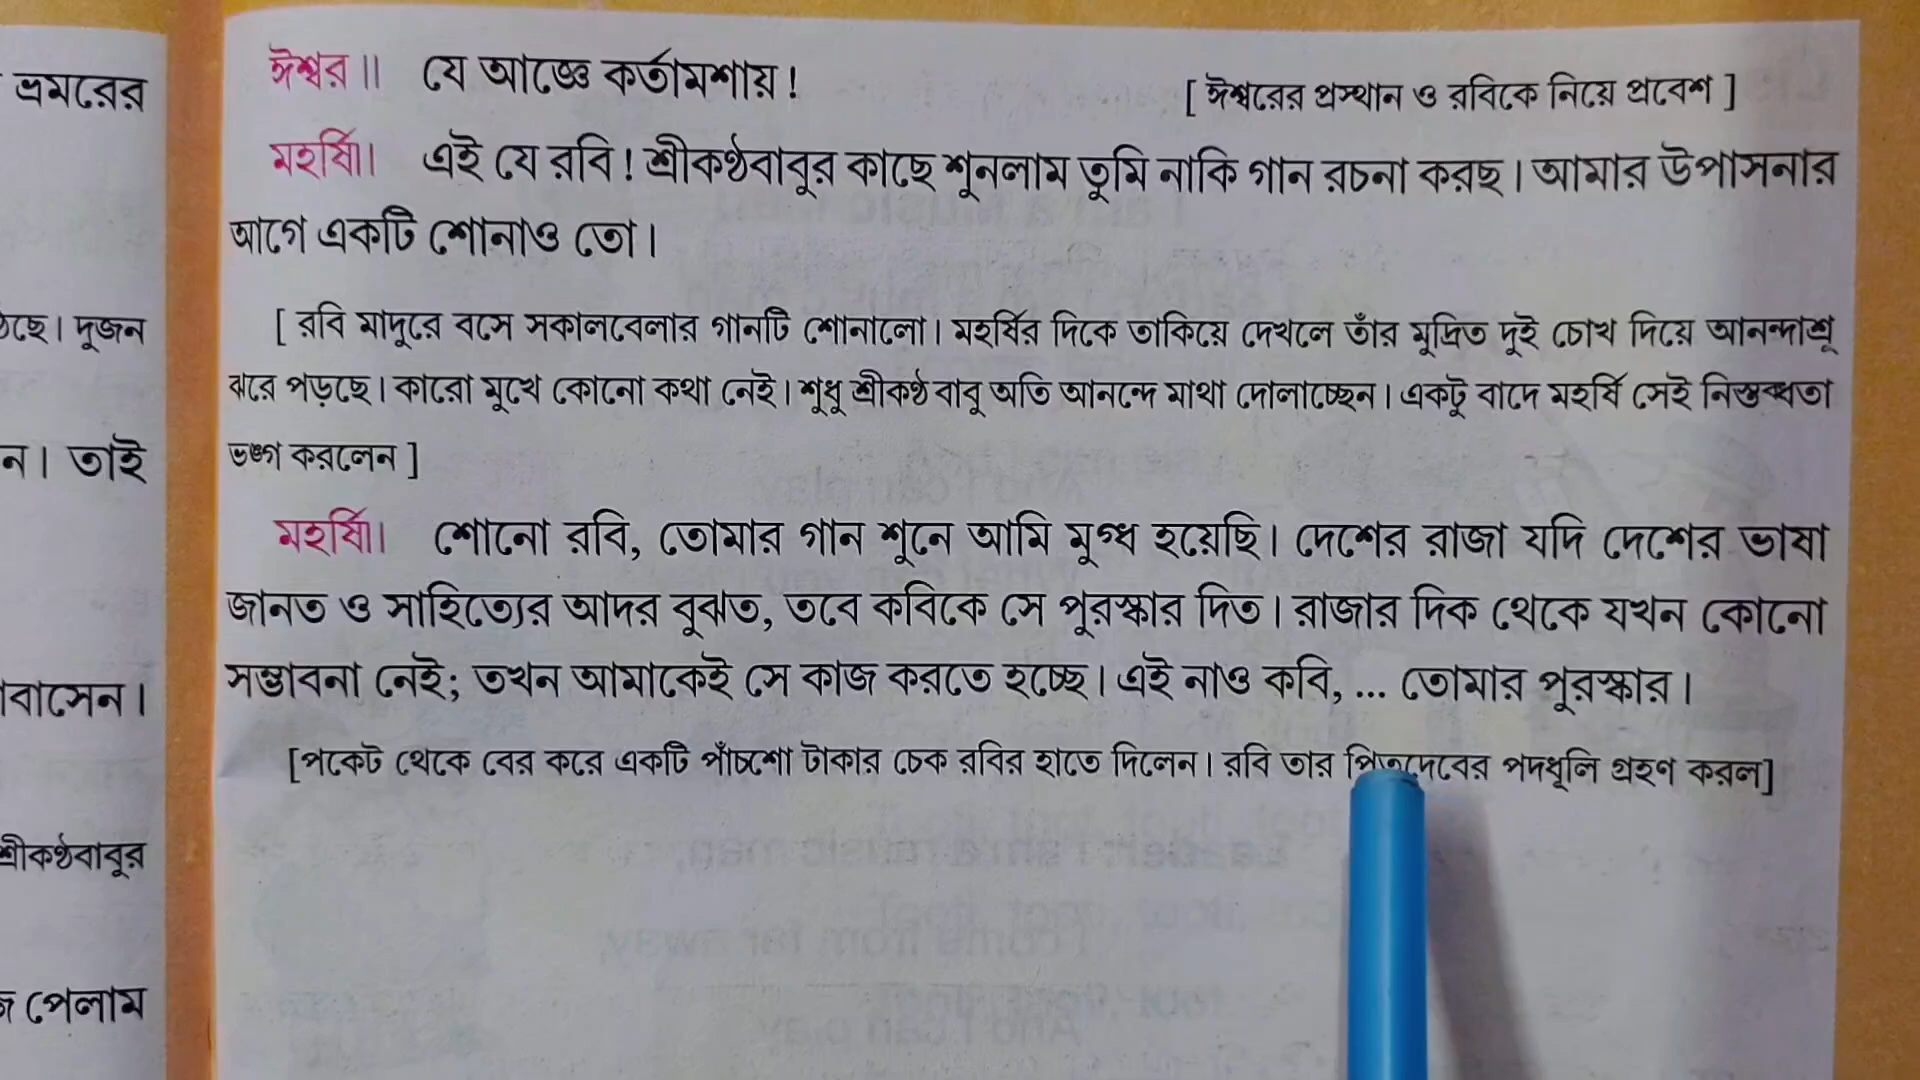 ভ্রমরের
ছে। দুজন
ন। তাই
বাসেন।
শ্রীকণ্ঠবাবুর
পেলাম
ঈশ্বর॥ যে আজ্ঞে কর্তামশায়!
[ ঈশ্বরের প্রস্থান ও রবিকে নিয়ে প্রবেশ ]
মহর্ষি॥ এই যে রবি! শ্রীকণ্ঠবাবুর কাছে শুনলাম তুমি নাকি গান রচনা করছ। আমার উপাসনার
আগে একটি শোনাও তো।
[ রবি মাদুরে বসে সকালবেলার গানটি শোনালো। মহর্ষির দিকে তাকিয়ে দেখলে তাঁর মুদ্রিত দুই চোখ দিয়ে আনন্দাশ্রু
ঝরে পড়ছে। কারো মুখে কোনো কথা নেই। শুধু শ্রীকণ্ঠ বাবু অতি আনন্দে মাথা দোলাচ্ছেন। একটু বাদে মহর্ষি সেই নিস্তব্ধতা
ভঙ্গ করলেন ]
মহর্ষি॥ শোনো রবি, তোমার গান শুনে আমি মুগ্ধ হয়েছি। দেশের রাজা যদি দেশের ভাষা
জানত ও সাহিত্যের আদর বুঝত, তবে কবিকে সে পুরস্কার দিত। রাজার দিক থেকে যখন কোনো
সম্ভাবনা নেই; তখন আমাকেই সে কাজ করতে হচ্ছে। এই নাও কবি, ... তোমার পুরস্কার।
[পকেট থেকে বের করে একটি পাঁচশো টাকার চেক রবির হাতে দিলেন। রবি তার পিতৃদেবের পদধূলি গ্রহণ করল]